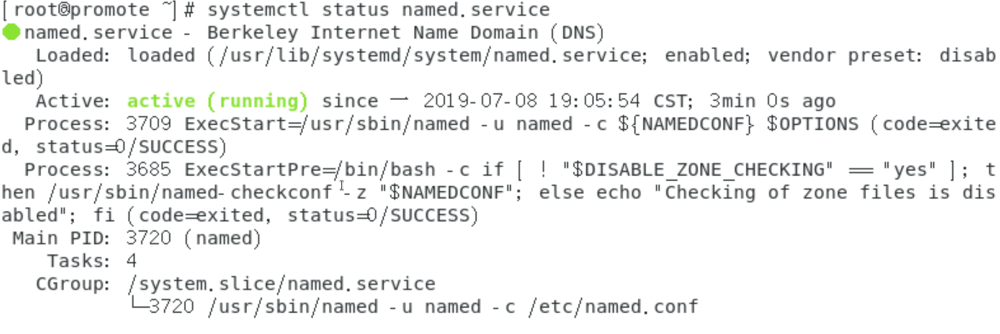 [root@promote ~]# systemctl status named.service
● named.service - Berkeley Internet Name Domain (DNS)
   Loaded: loaded (/usr/lib/systemd/system/named.service; enabled; vendor preset: disab
led)
   Active: active (running) since 一 2019-07-08 19:05:54 CST; 3min 0s ago
  Process: 3709 ExecStart=/usr/sbin/named -u named -c ${NAMEDCONF} $OPTIONS (code=exite
d, status=0/SUCCESS)
  Process: 3685 ExecStartPre=/bin/bash -c if [ ! "$DISABLE_ZONE_CHECKING" == "yes" ]; t
hen /usr/sbin/named-checkconf -z "$NAMEDCONF"; else echo "Checking of zone files is dis
abled"; fi (code=exited, status=0/SUCCESS)
 Main PID: 3720 (named)
    Tasks: 4
   CGroup: /system.slice/named.service
           └─3720 /usr/sbin/named -u named -c /etc/named.conf